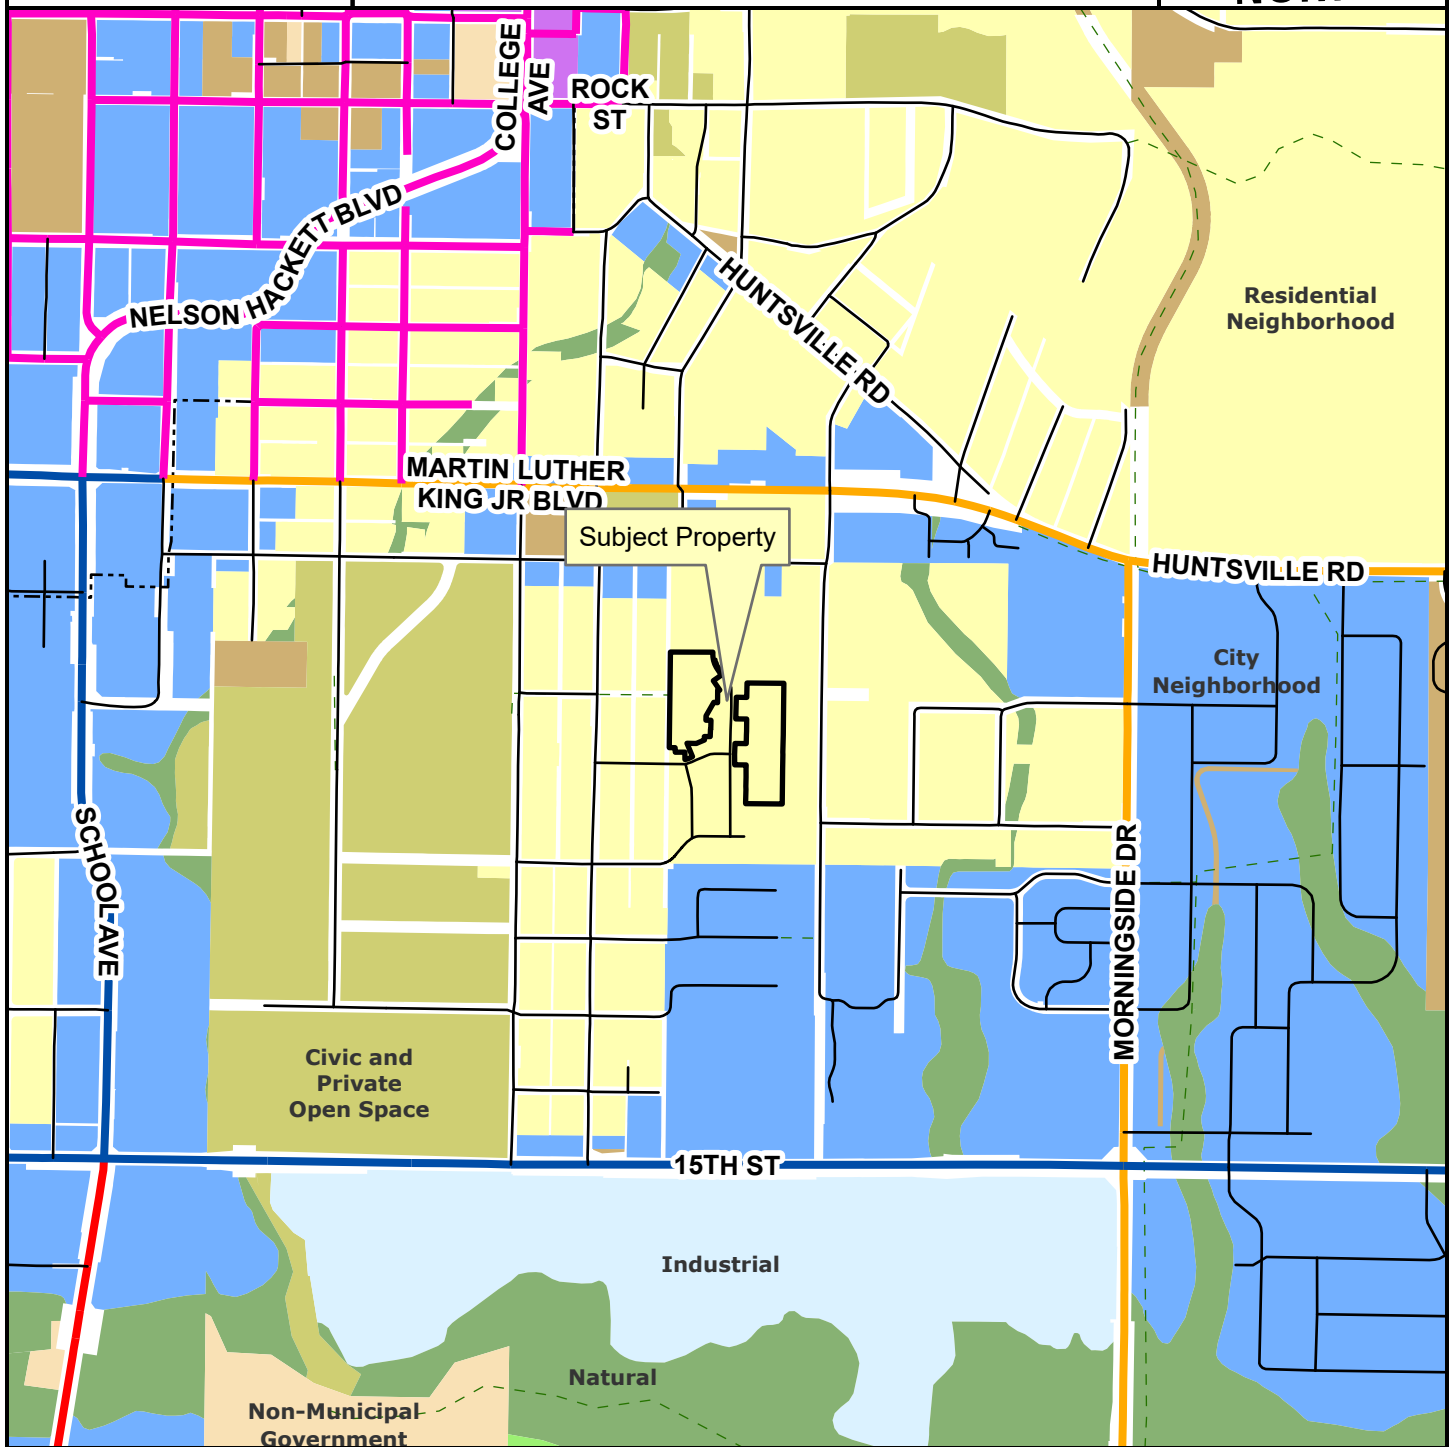 COLLEGE
AVE
ROCK
ST
NELSON HACKETT BLVD
HUNTSVILLE RD
Residential
Neighborhood
MARTIN LUTHER
KING JR BLVD
Subject Property
HUNTSVILLE RD
City
Neighborhood
SCHOOL AVE
MORNINGSIDE DR
Civic and
Private
Open Space
15TH ST
Industrial
Natural
Non-Municipal
Government